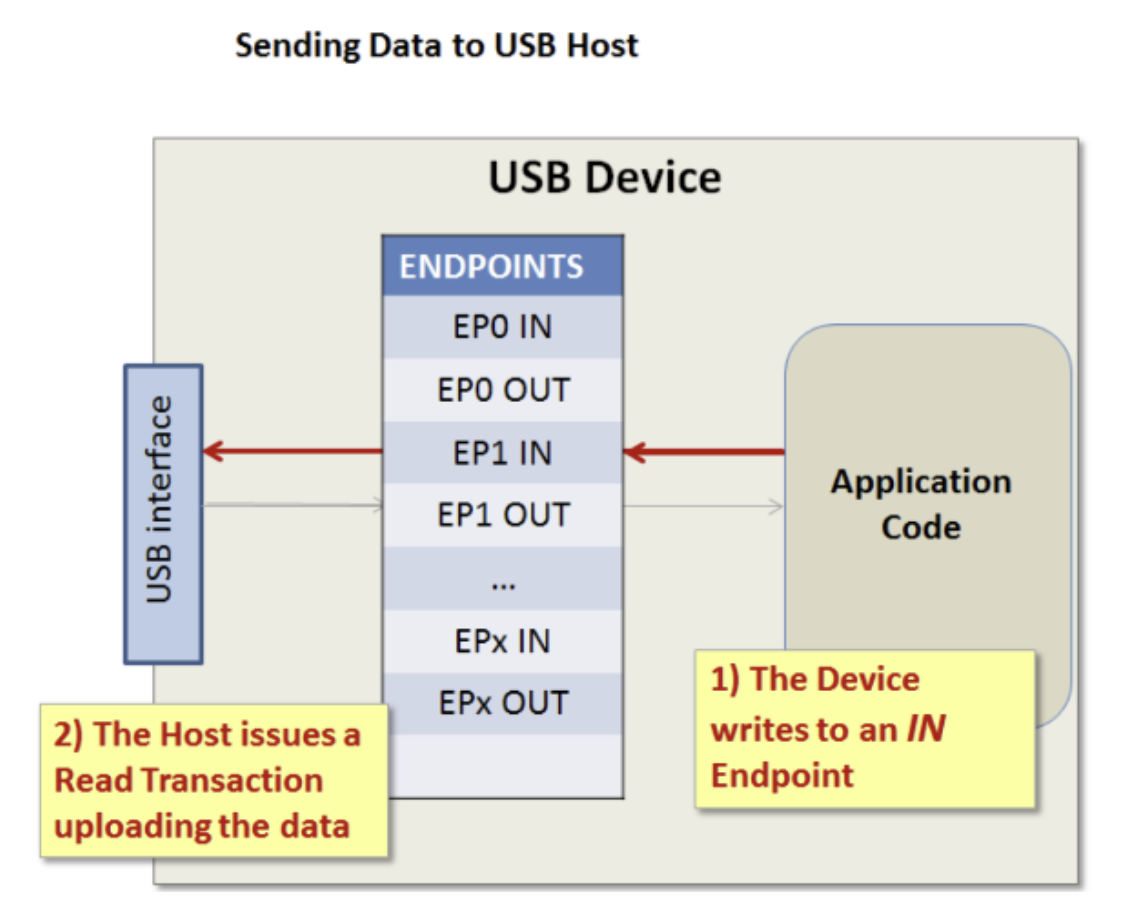 Sending Data to USB Host
USB Device
ENDPOINTS
EP0 IN
EP0 OUT
EP1 IN
EP1 OUT
...
EPx IN
EPx OUT
USB interface
Application
Code
1) The Device
writes to an IN
Endpoint
2) The Host issues a
Read Transaction
uploading the data